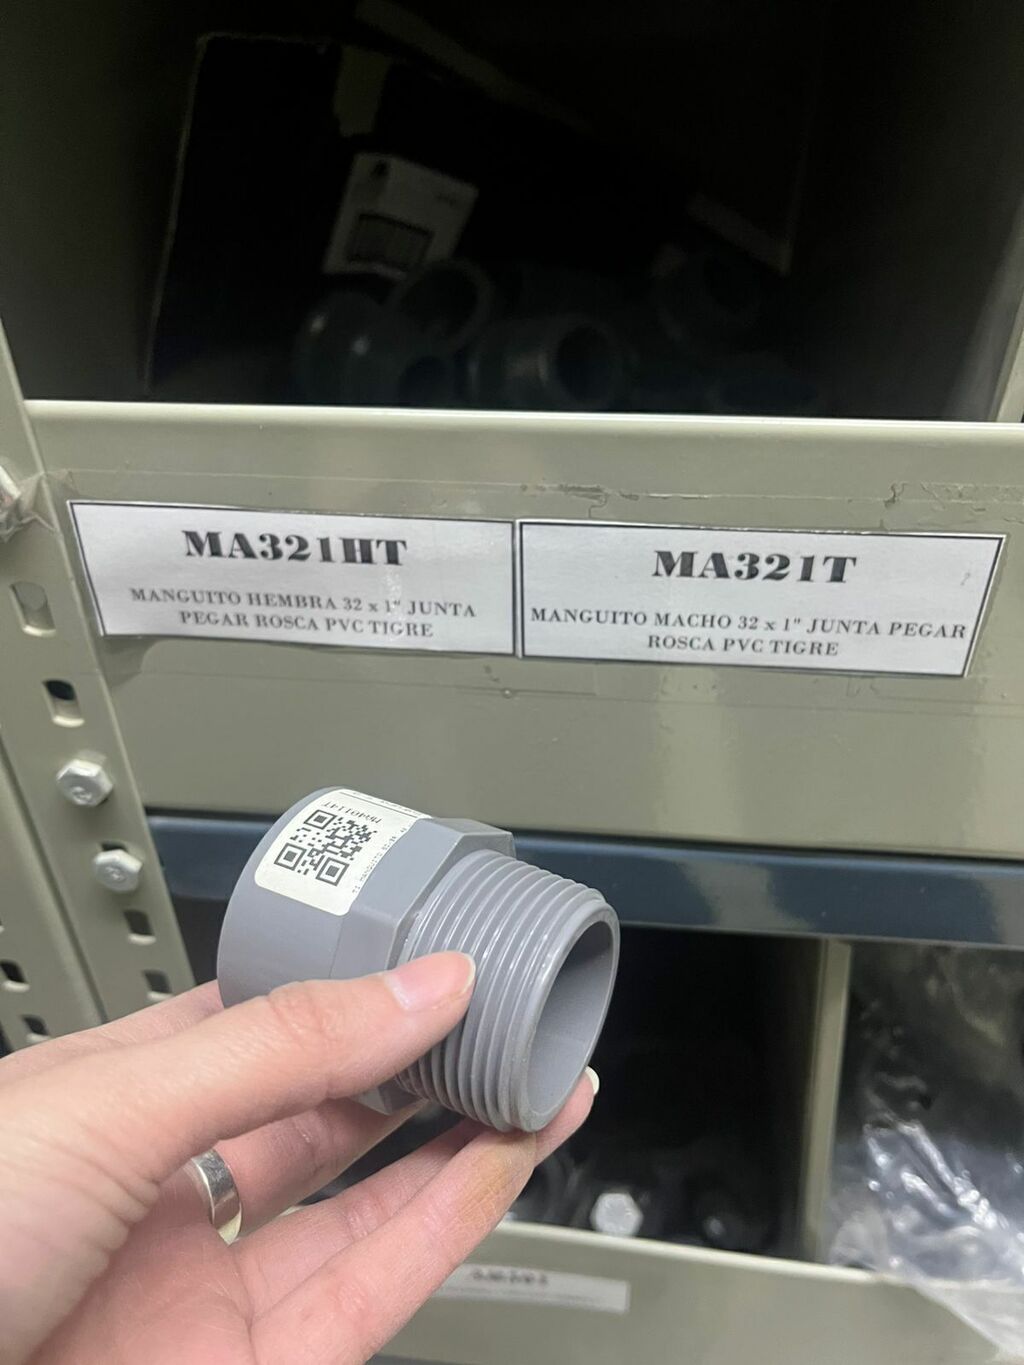 MA321HT
MANGUITO HEMBRA 32 x 1" JUNTA
PEGAR ROSCA PVC TIGRE
MA321T
MANGUITO MACHO 32 x 1" JUNTA PEGAR
ROSCA PVC TIGRE
MA40114T